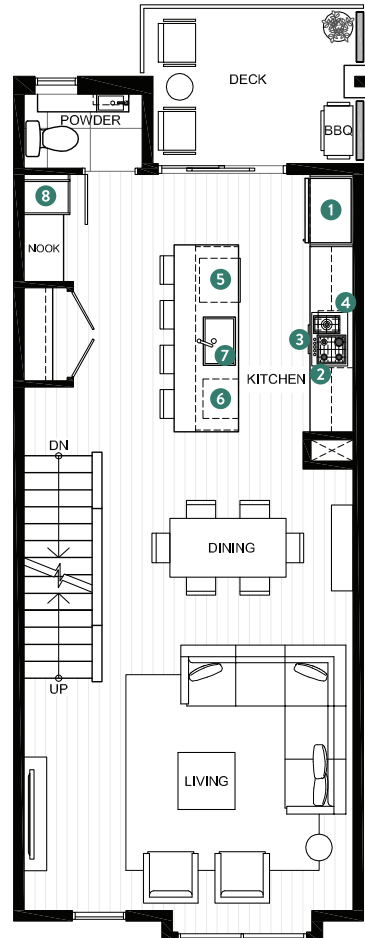 DECK
POWDER
BBQ
8
1
NOOK
5
4
3
7
2
KITCHEN
6
DN
DINING
UP
LIVING